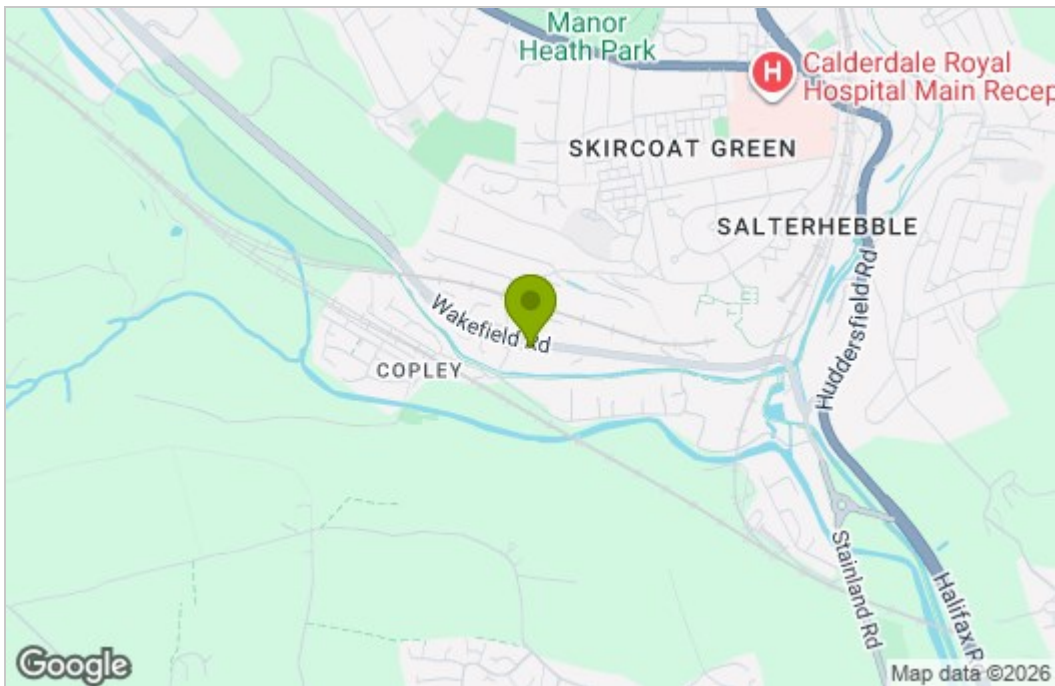 Manor
Heath Park
H
Calderdale Royal
Hospital Main Recep
SKIRCOAT GREEN
SALTERHEBBLE
Huddersfield Rd
Wakefield Rd
COPLEY
Stainland Rd
Halifax R
Google
Map data ©2026